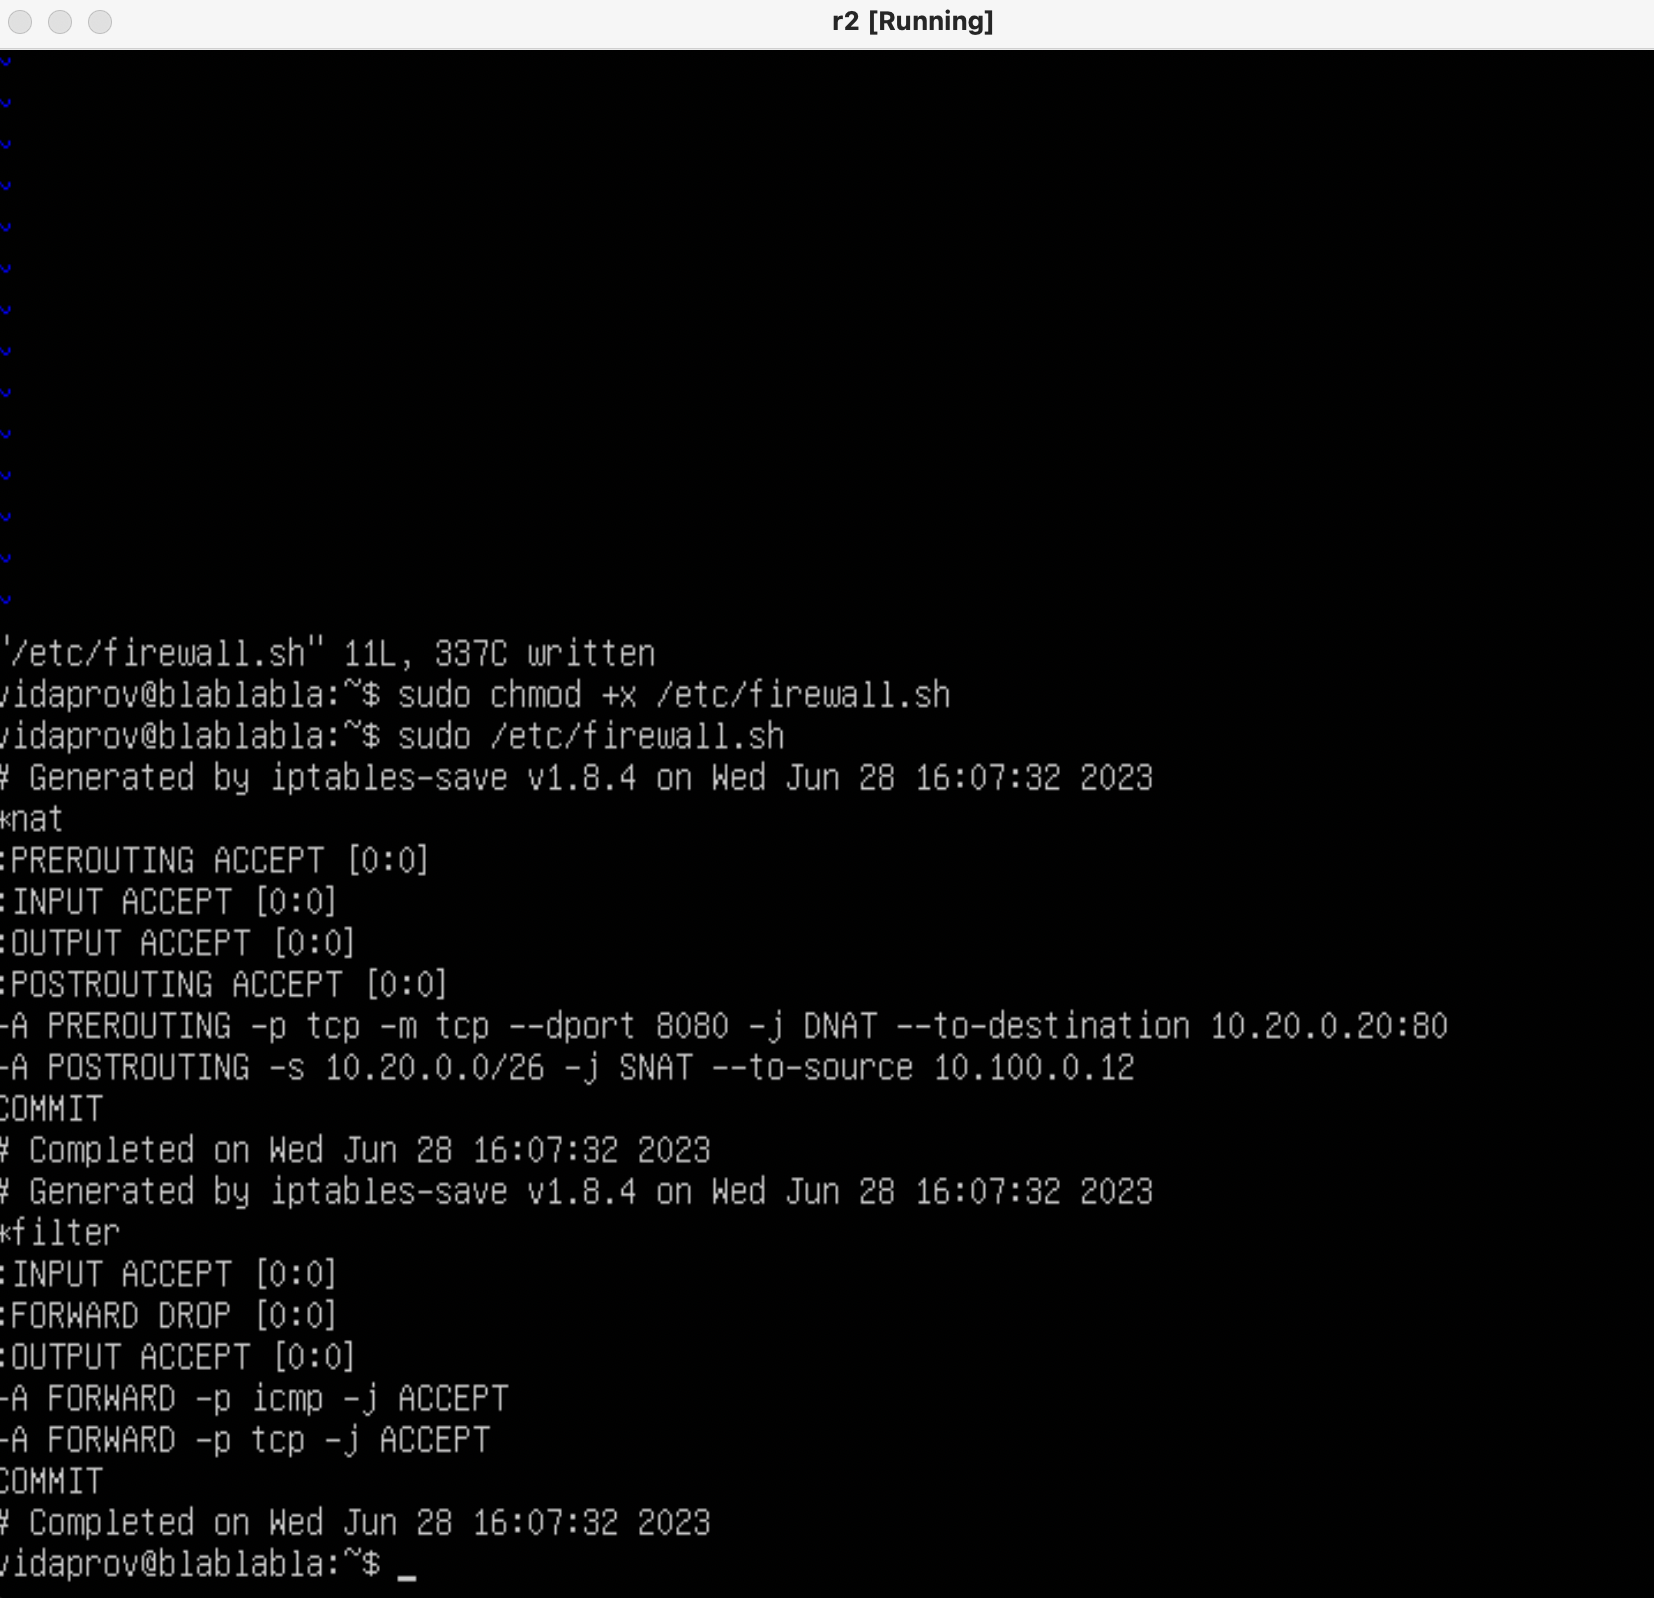 r2 [Running]
~
~
~
~
~
~
~
~
~
~
~
~
~
~
"/etc/firewall.sh" 11L, 337C written
vidaprov@blablabla:~$ sudo chmod +x /etc/firewall.sh
vidaprov@blablabla:~$ sudo /etc/firewall.sh
# Generated by iptables-save v1.8.4 on Wed Jun 28 16:07:32 2023
*nat
:PREROUTING ACCEPT [0:0]
:INPUT ACCEPT [0:0]
:OUTPUT ACCEPT [0:0]
:POSTROUTING ACCEPT [0:0]
-A PREROUTING -p tcp -m tcp --dport 8080 -j DNAT --to-destination 10.20.0.20:80
-A POSTROUTING -s 10.20.0.0/26 -j SNAT --to-source 10.100.0.12
COMMIT
# Completed on Wed Jun 28 16:07:32 2023
# Generated by iptables-save v1.8.4 on Wed Jun 28 16:07:32 2023
*filter
:INPUT ACCEPT [0:0]
:FORWARD DROP [0:0]
:OUTPUT ACCEPT [0:0]
-A FORWARD -p icmp -j ACCEPT
-A FORWARD -p tcp -j ACCEPT
COMMIT
# Completed on Wed Jun 28 16:07:32 2023
vidaprov@blablabla:~$ _